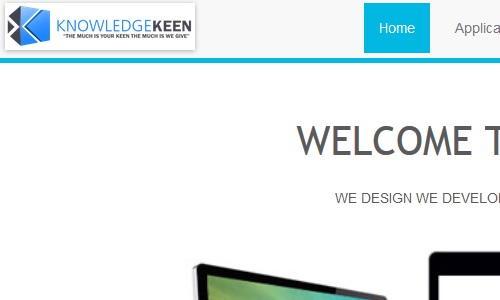 KNOWLEDGEKEEN
"THE MUCH IS YOUR KEEN THE MUCH IS WE GIVE"
Home Applica
WELCOME T
WE DESIGN WE DEVELO